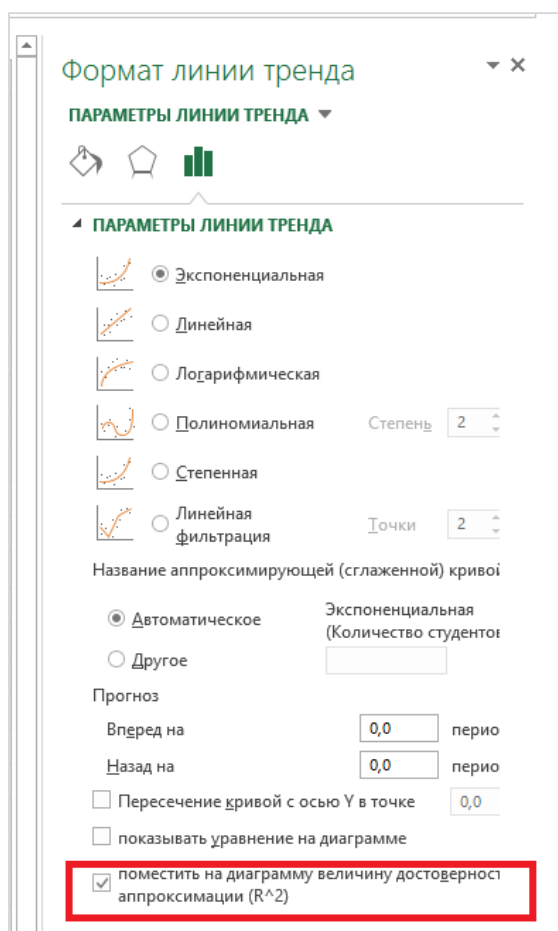 Формат линии тренда
ПАРАМЕТРЫ ЛИНИИ ТРЕНДА
ПАРАМЕТРЫ ЛИНИИ ТРЕНДА
Экспоненциальная
Линейная
Логарифмическая
Полиномиальная Степень 2
Степенная
Линейная
фильтрация Точки 2
Название аппроксимирующей (сглаженной) кривой
Автоматическое Экспоненциальная
(Количество студентов
Другое
Прогноз
Вперед на 0,0 перио
Назад на 0,0 перио
Пересечение кривой с осью Y в точке 0,0
показывать уравнение на диаграмме
поместить на диаграмму величину достоверност
аппроксимации (R^2)